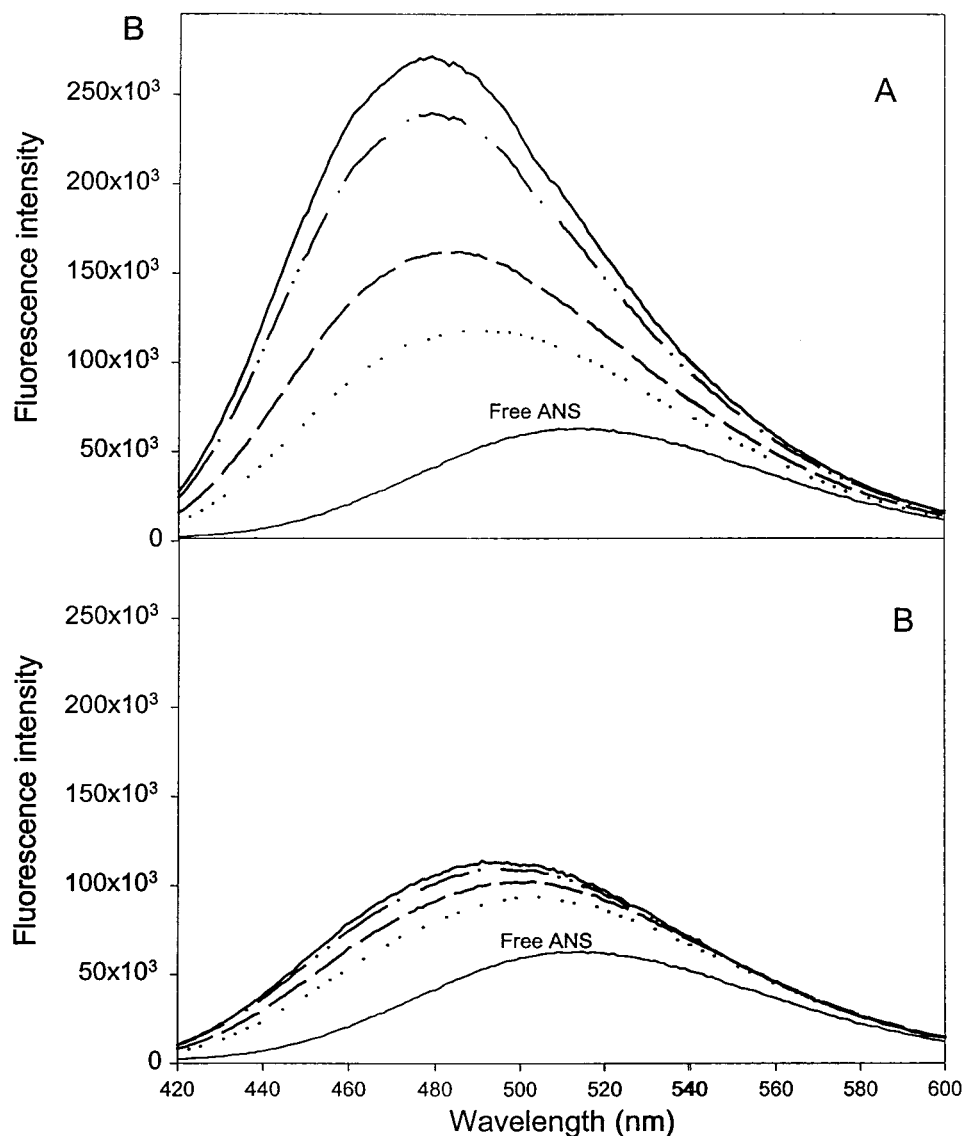 B
A
250x10³
200x10³
150x10³
100x10³
50x10³
0
Fluorescence intensity
Free ANS
B
250x10³
200x10³
150x10³
100x10³
50x10³
0
Fluorescence intensity
Free ANS
420 440 460 480 500 520 540 560 580 600
Wavelength (nm)